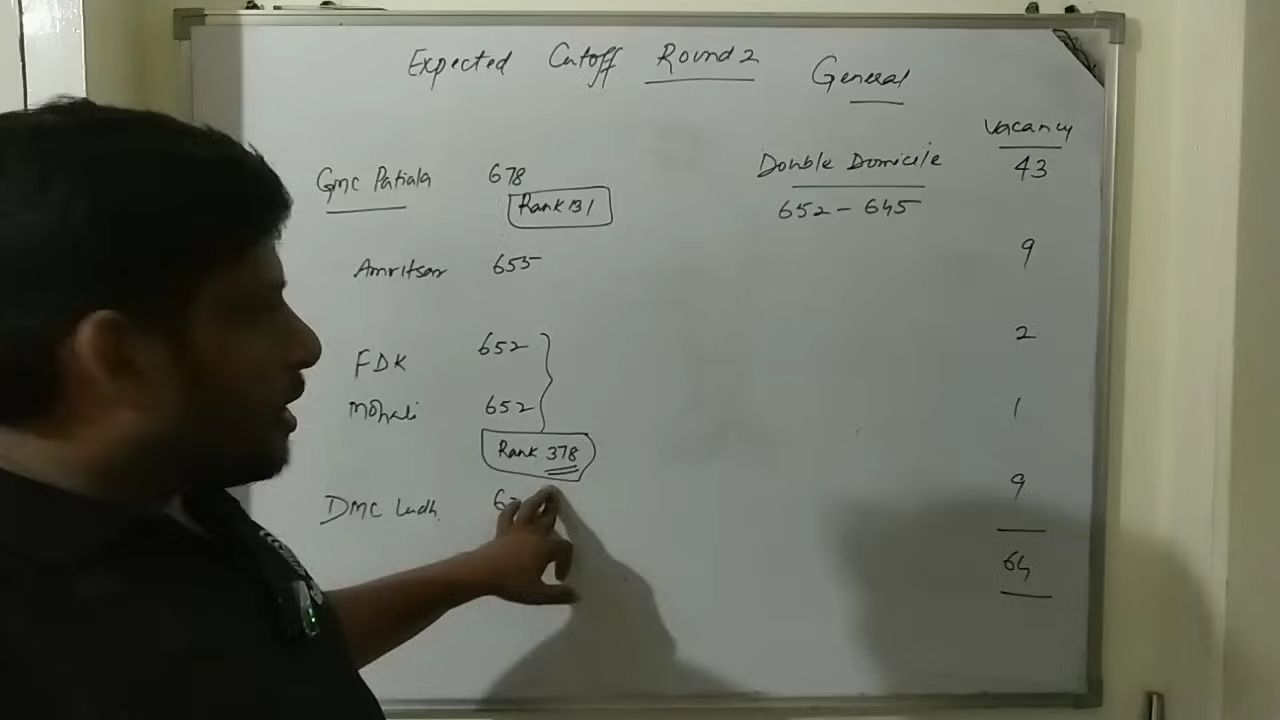 Expected Cutoff Round 2 General
Vacancy
GMC Patiala 678 Double Domicile 43
Rank 131 652 - 645
Amritsar 655 9
FDK 652 2
Mohali 652 1
Rank 378
DMC Ludh. 9
64